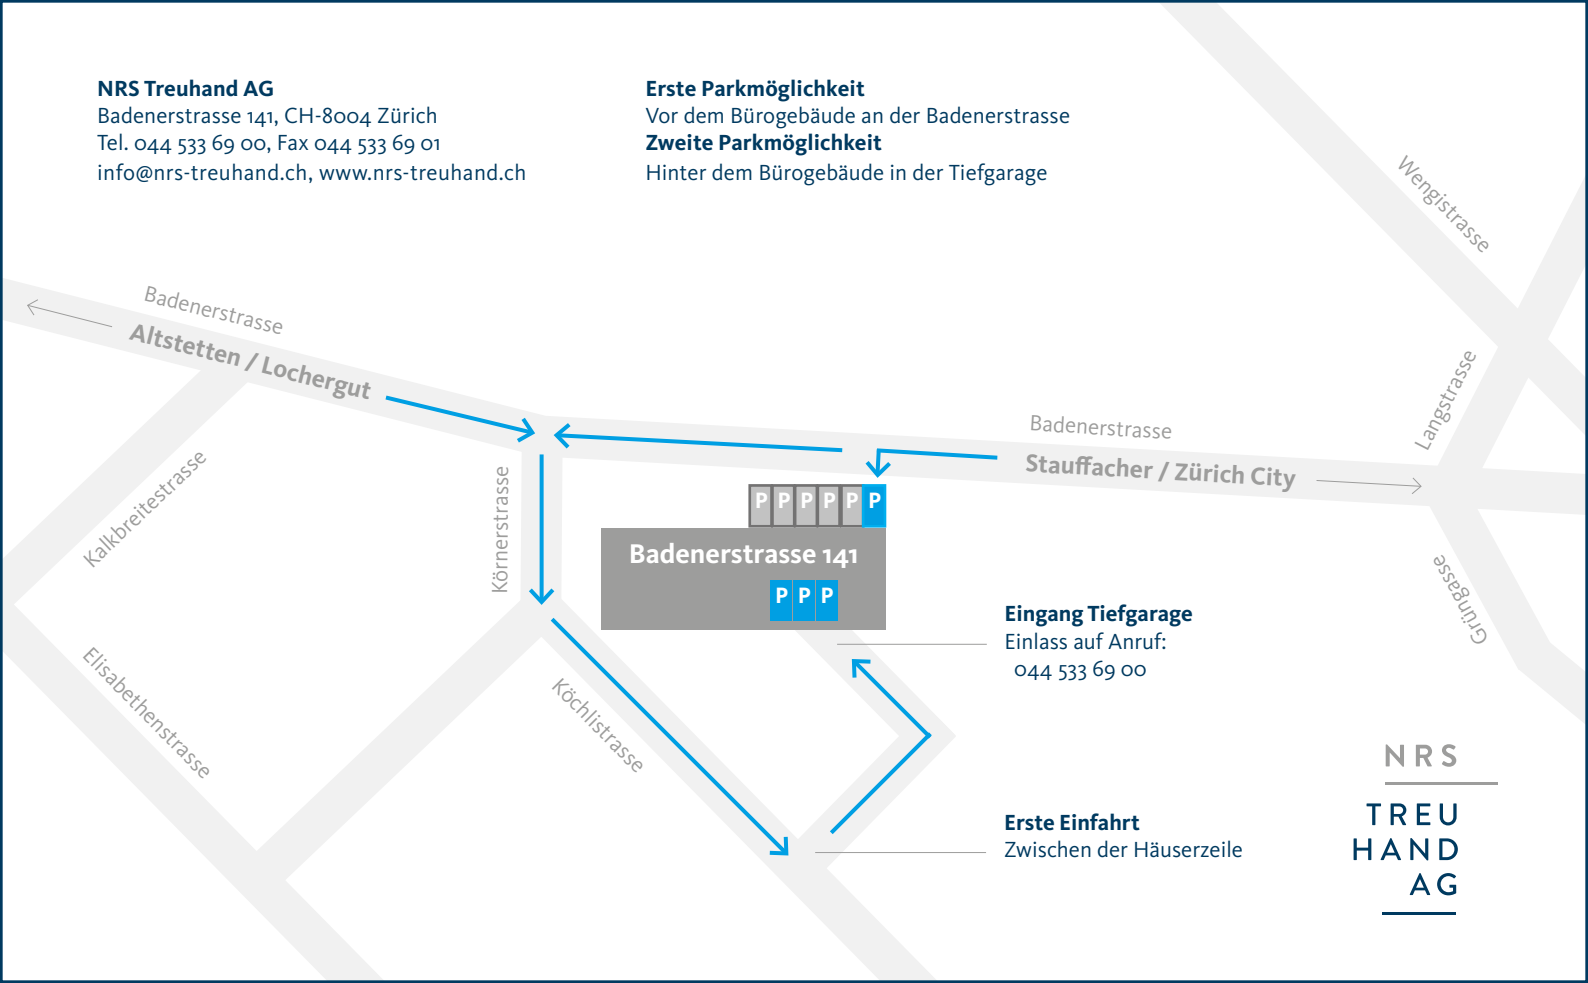 NRS Treuhand AG
Badenerstrasse 141, CH-8004 Zürich
Tel. 044 533 69 00, Fax 044 533 69 01
info@nrs-treuhand.ch, www.nrs-treuhand.ch
Erste Parkmöglichkeit
Vor dem Bürogebäude an der Badenerstrasse
Zweite Parkmöglichkeit
Hinter dem Bürogebäude in der Tiefgarage
Wengistrasse
Badenerstrasse
Altstetten / Lochergut
Langstrasse
Badenerstrasse
Stauffacher / Zürich City
Kalkbreitestrasse
Körnerstrasse
P P P P P P
Badenerstrasse 141
P P P
Grüngasse
Eingang Tiefgarage
Einlass auf Anruf:
044 533 69 00
Elisabethenstrasse
Köchlistrasse
Erste Einfahrt
Zwischen der Häuserzeile
NRS
TREU
HAND
AG